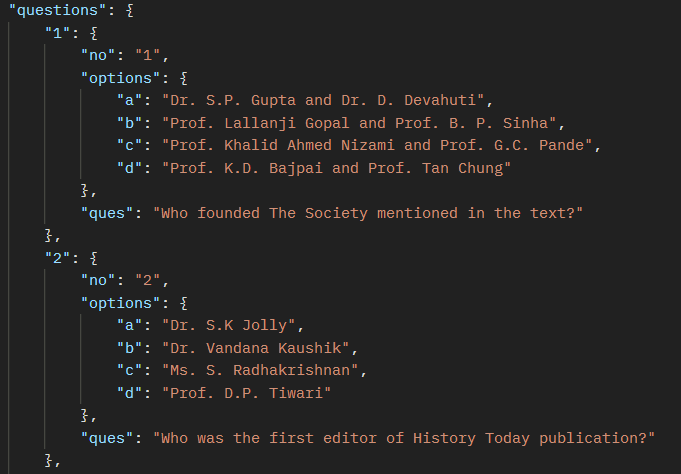 "questions": {
"1": {
"no": "1",
"options": {
"a": "Dr. S.P. Gupta and Dr. D. Devahuti",
"b": "Prof. Lallanji Gopal and Prof. B. P. Sinha",
"c": "Prof. Khalid Ahmed Nizami and Prof. G.C. Pande",
"d": "Prof. K.D. Bajpai and Prof. Tan Chung"
},
"ques": "Who founded The Society mentioned in the text?"
},
"2": {
"no": "2",
"options": {
"a": "Dr. S.K Jolly",
"b": "Dr. Vandana Kaushik",
"c": "Ms. S. Radhakrishnan",
"d": "Prof. D.P. Tiwari"
},
"ques": "Who was the first editor of History Today publication?"
},